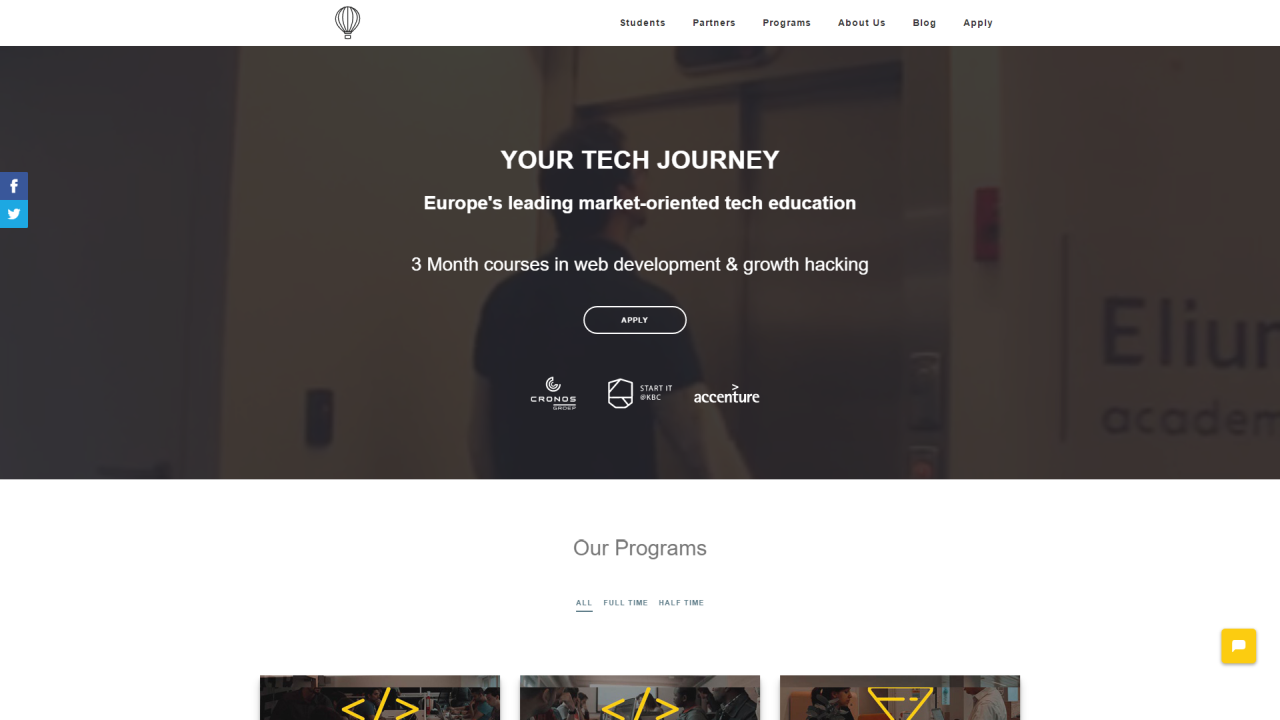 Students Partners Programs About Us Blog Apply
YOUR TECH JOURNEY
Europe's leading market-oriented tech education
3 Month courses in web development & growth hacking
APPLY
CRONOS
GROEP
START IT
@KBC
accenture
Elium
academ
Our Programs
ALL FULL TIME HALF TIME